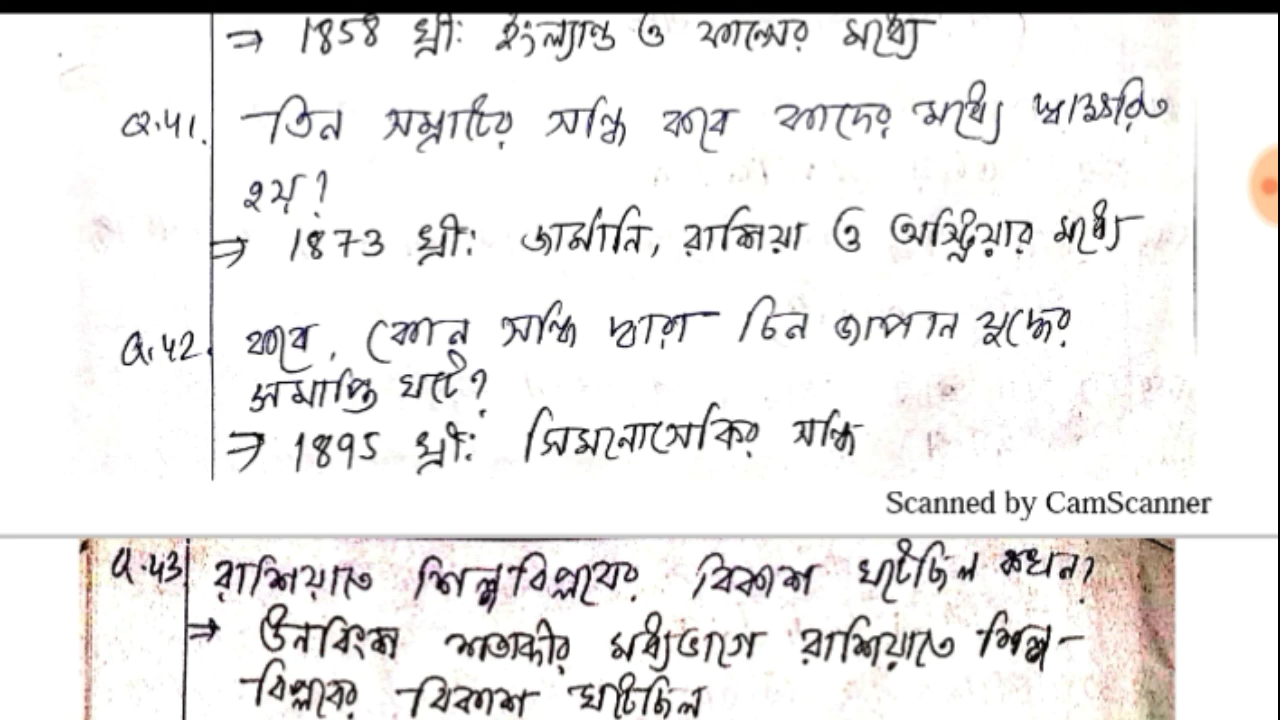 ⇒ 1858 খ্রী: ইংল্যান্ড ও ফ্রান্সের মধ্যে
Q.41. তিন সম্রাটের সন্ধি কবে কাদের মধ্যে স্বাক্ষরিত
হয়?
⇒ 1873 খ্রী: জার্মানি, রাশিয়া ও অস্ট্রিয়ার মধ্যে
Q.42. কবে, কোন সন্ধি দ্বারা চিন জাপান যুদ্ধের
সমাপ্তি ঘটে?
⇒ 1895 খ্রী: সিমনোসেকির সন্ধি
Scanned by CamScanner
Q.43 রাশিয়াতে শিল্পবিপ্লবের বিকাশ ঘটেছিল কখন?
⇒ ঊনবিংশ শতাব্দীর মধ্যভাগে রাশিয়াতে শিল্প-
বিপ্লবের বিকাশ ঘটেছিল